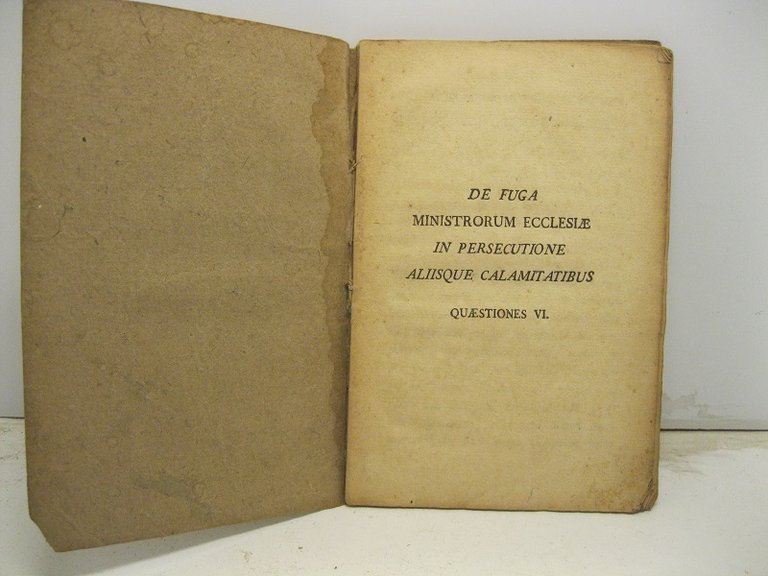 DE FUGA
MINISTRORUM ECCLESIÆ
IN PERSECUTIONE
ALIISQUE CALAMITATIBUS
QUÆSTIONES VI.